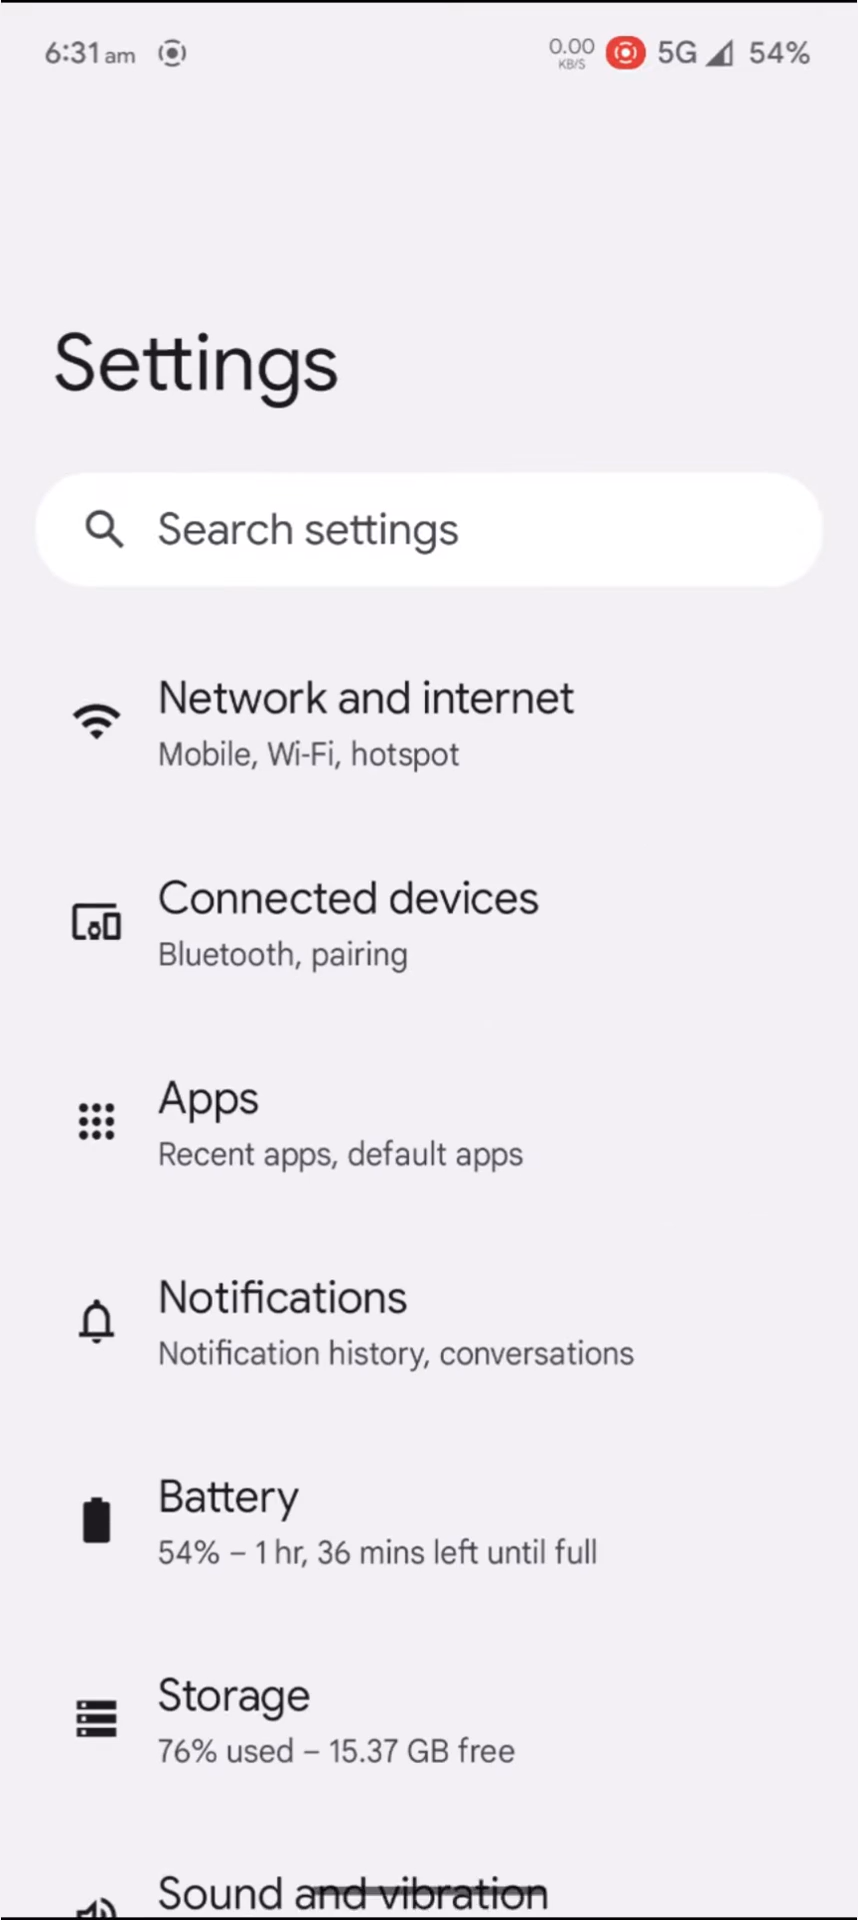 6:31 am 0.00 KB/S 5G 54%
Settings
Search settings
Network and internet
Mobile, Wi-Fi, hotspot
Connected devices
Bluetooth, pairing
Apps
Recent apps, default apps
Notifications
Notification history, conversations
Battery
54% – 1 hr, 36 mins left until full
Storage
76% used – 15.37 GB free
Sound and vibration